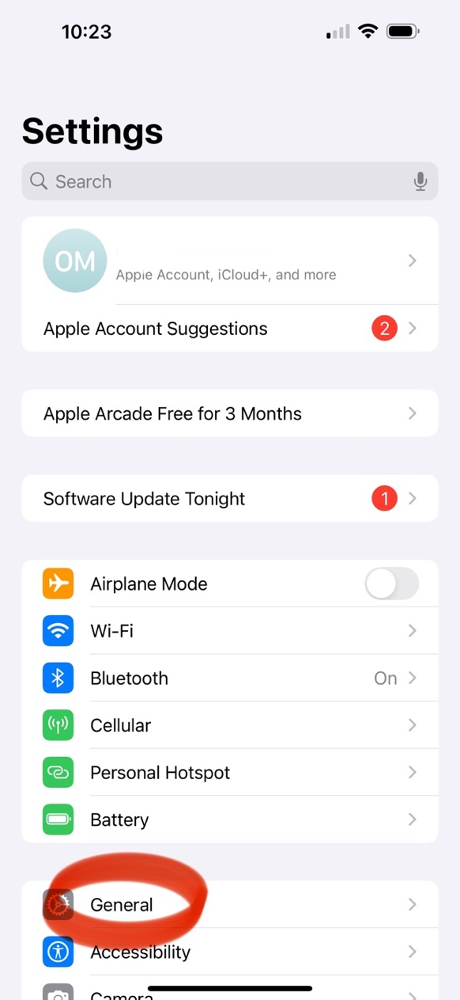 10:23
Settings
Search
OM
Apple Account, iCloud+, and more
Apple Account Suggestions 2
Apple Arcade Free for 3 Months
Software Update Tonight 1
Airplane Mode
Wi-Fi
Bluetooth On
Cellular
Personal Hotspot
Battery
General
Accessibility
Camera